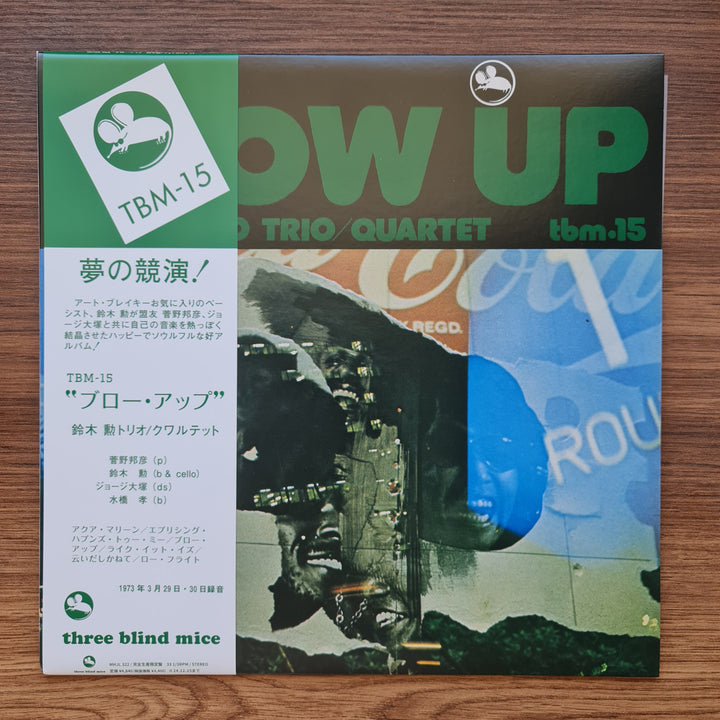 TBM-15
OW UP
TRIO/QUARTET tbm•15
夢の競演!
アート・ブレイキーお気に入りのベー
シスト、鈴木 勲が盟友 菅野邦彦、ジョ
ージ大塚と共に自己の音楽を熱っぽく
結晶させたハッピーでソウルフルな好ア
ルバム!
TBM-15
“ブロー・アップ”
鈴木 勲トリオ/クワルテット
菅野邦彦(p)
鈴木 勲(b & cello)
ジョージ大塚(ds)
水橋 孝(b)
アクア・マリーン/エブリシング・
ハプンズ・トゥー・ミー/ブロー・
アップ/ライク・イット・イズ/
云いだしかねて/ロー・フライト
1973年3月29日・30日録音
three blind mice
three blind mice
REGD.
1
ROU